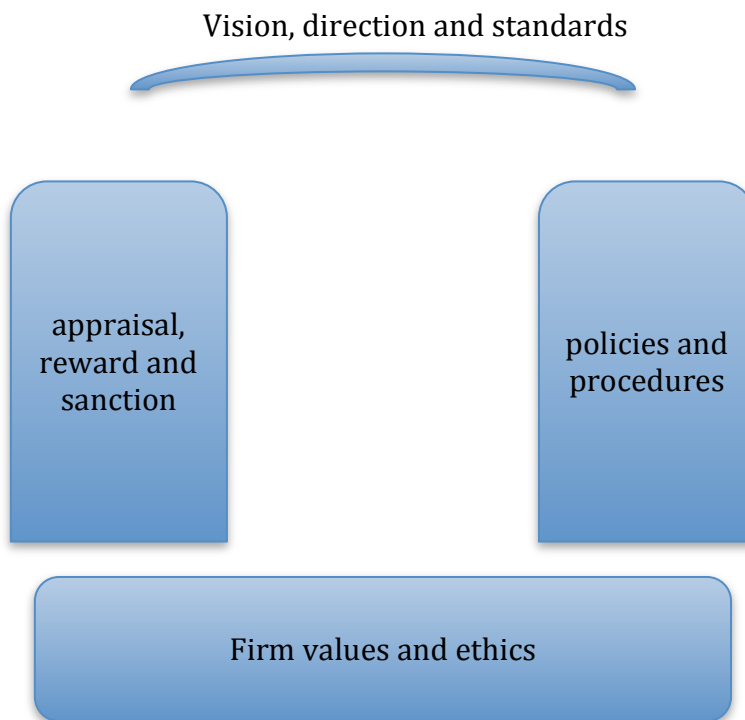 Vision, direction and standards
appraisal,
reward and
sanction
policies and
procedures
Firm values and ethics